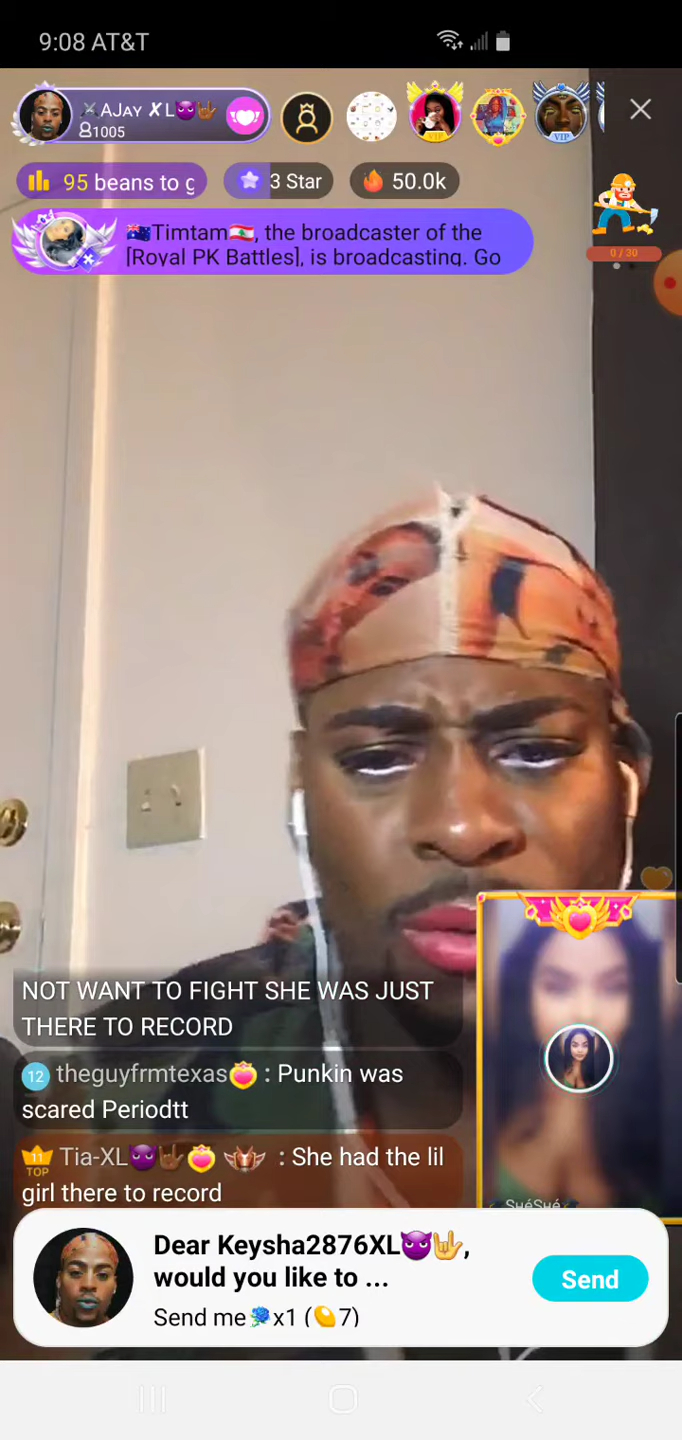 9:08 AT&T
⚔AJAY ✗L😈🤟🏾
1005
VIP
VIP
95 beans to g
3 Star
50.0k
🇦🇺Timtam🇱🇧, the broadcaster of the
[Royal PK Battles], is broadcasting. Go
0 / 30
NOT WANT TO FIGHT SHE WAS JUST
THERE TO RECORD
12 theguyfrmtexas : Punkin was
scared Periodtt
11 TOP Tia-XL😈🤟🏾 : She had the lil
girl there to record
SuéSué
Dear Keysha2876XL😈🤟,
would you like to ...
Send me x1 (7)
Send